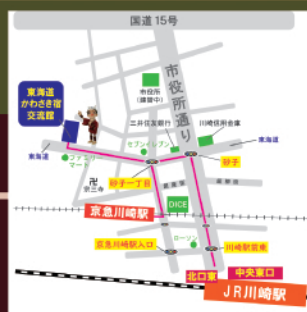 国道15号
東海道
かわさき宿
交流館
市役所
(建替中)
市役所通り
三井住友銀行
川崎信用金庫
セブンイレブン
東海道
東海道
ファミリー
マート
砂子
卍
宗三寺
砂子一丁目
京急川崎駅
DICE
京急川崎駅入口
ローソン
川崎駅前東
北口東
中央東口
JR川崎駅